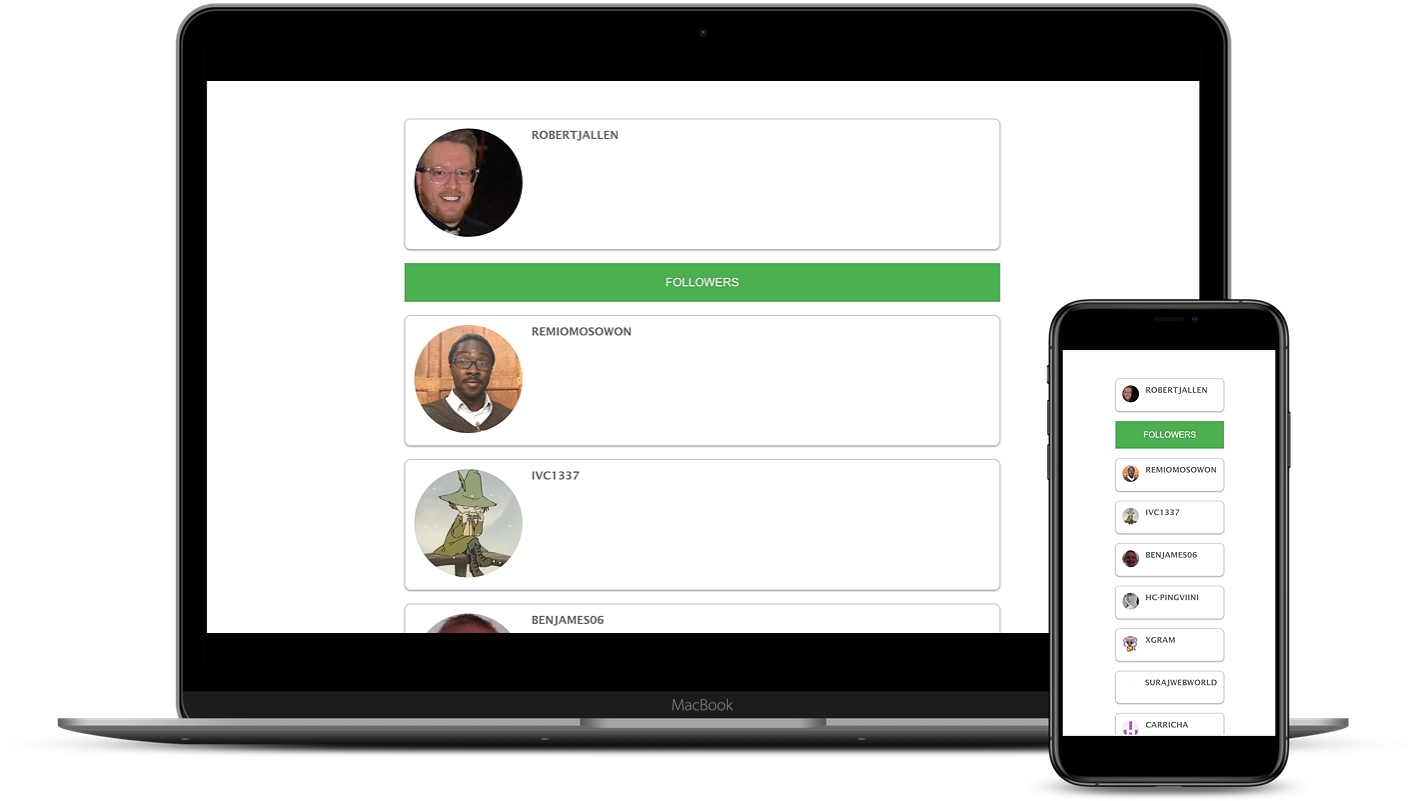 ROBERTJALLEN
FOLLOWERS
REMIOMOSOWON
IVC1337
BENJAMES06
MacBook
ROBERTJALLEN
FOLLOWERS
REMIOMOSOWON
IVC1337
BENJAMES06
HC-PINGVIINI
XGRAM
SURAJWEBWORLD
CARRICHA